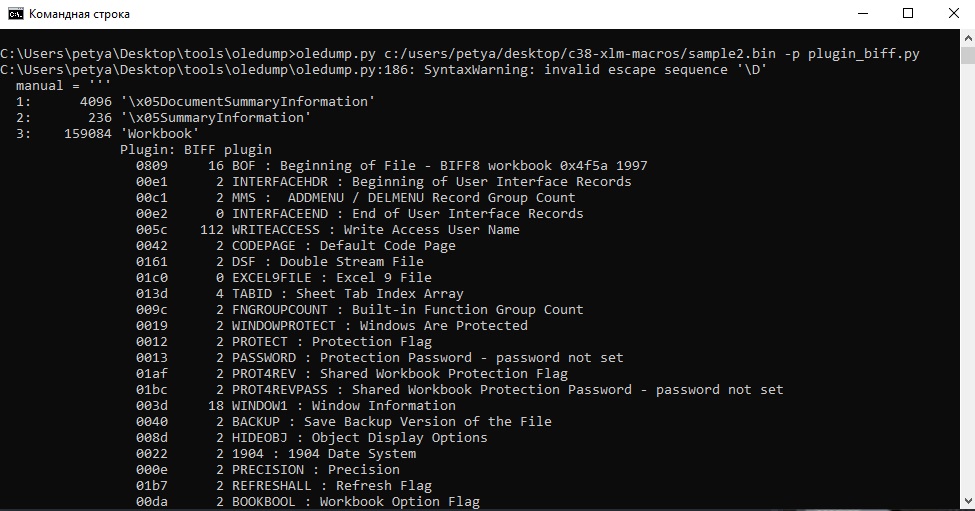 Командная строка
C:\Users\petya\Desktop\tools\oledump>oledump.py c:/users/petya/desktop/c38-xlm-macros/sample2.bin -p plugin_biff.py
C:\Users\petya\Desktop\tools\oledump\oledump.py:186: SyntaxWarning: invalid escape sequence '\D'
  manual = '''
  1:      4096 '\x05DocumentSummaryInformation'
  2:       236 '\x05SummaryInformation'
  3:    159084 'Workbook'
               Plugin: BIFF plugin
                 0809     16 BOF : Beginning of File - BIFF8 workbook 0x4f5a 1997
                 00e1      2 INTERFACEHDR : Beginning of User Interface Records
                 00c1      2 MMS :  ADDMENU / DELMENU Record Group Count
                 00e2      0 INTERFACEEND : End of User Interface Records
                 005c    112 WRITEACCESS : Write Access User Name
                 0042      2 CODEPAGE : Default Code Page
                 0161      2 DSF : Double Stream File
                 01c0      0 EXCEL9FILE : Excel 9 File
                 013d      4 TABID : Sheet Tab Index Array
                 009c      2 FNGROUPCOUNT : Built-in Function Group Count
                 0019      2 WINDOWPROTECT : Windows Are Protected
                 0012      2 PROTECT : Protection Flag
                 0013      2 PASSWORD : Protection Password - password not set
                 01af      2 PROT4REV : Shared Workbook Protection Flag
                 01bc      2 PROT4REVPASS : Shared Workbook Protection Password - password not set
                 003d     18 WINDOW1 : Window Information
                 0040      2 BACKUP : Save Backup Version of the File
                 008d      2 HIDEOBJ : Object Display Options
                 0022      2 1904 : 1904 Date System
                 000e      2 PRECISION : Precision
                 01b7      2 REFRESHALL : Refresh Flag
                 00da      2 BOOKBOOL : Workbook Option Flag